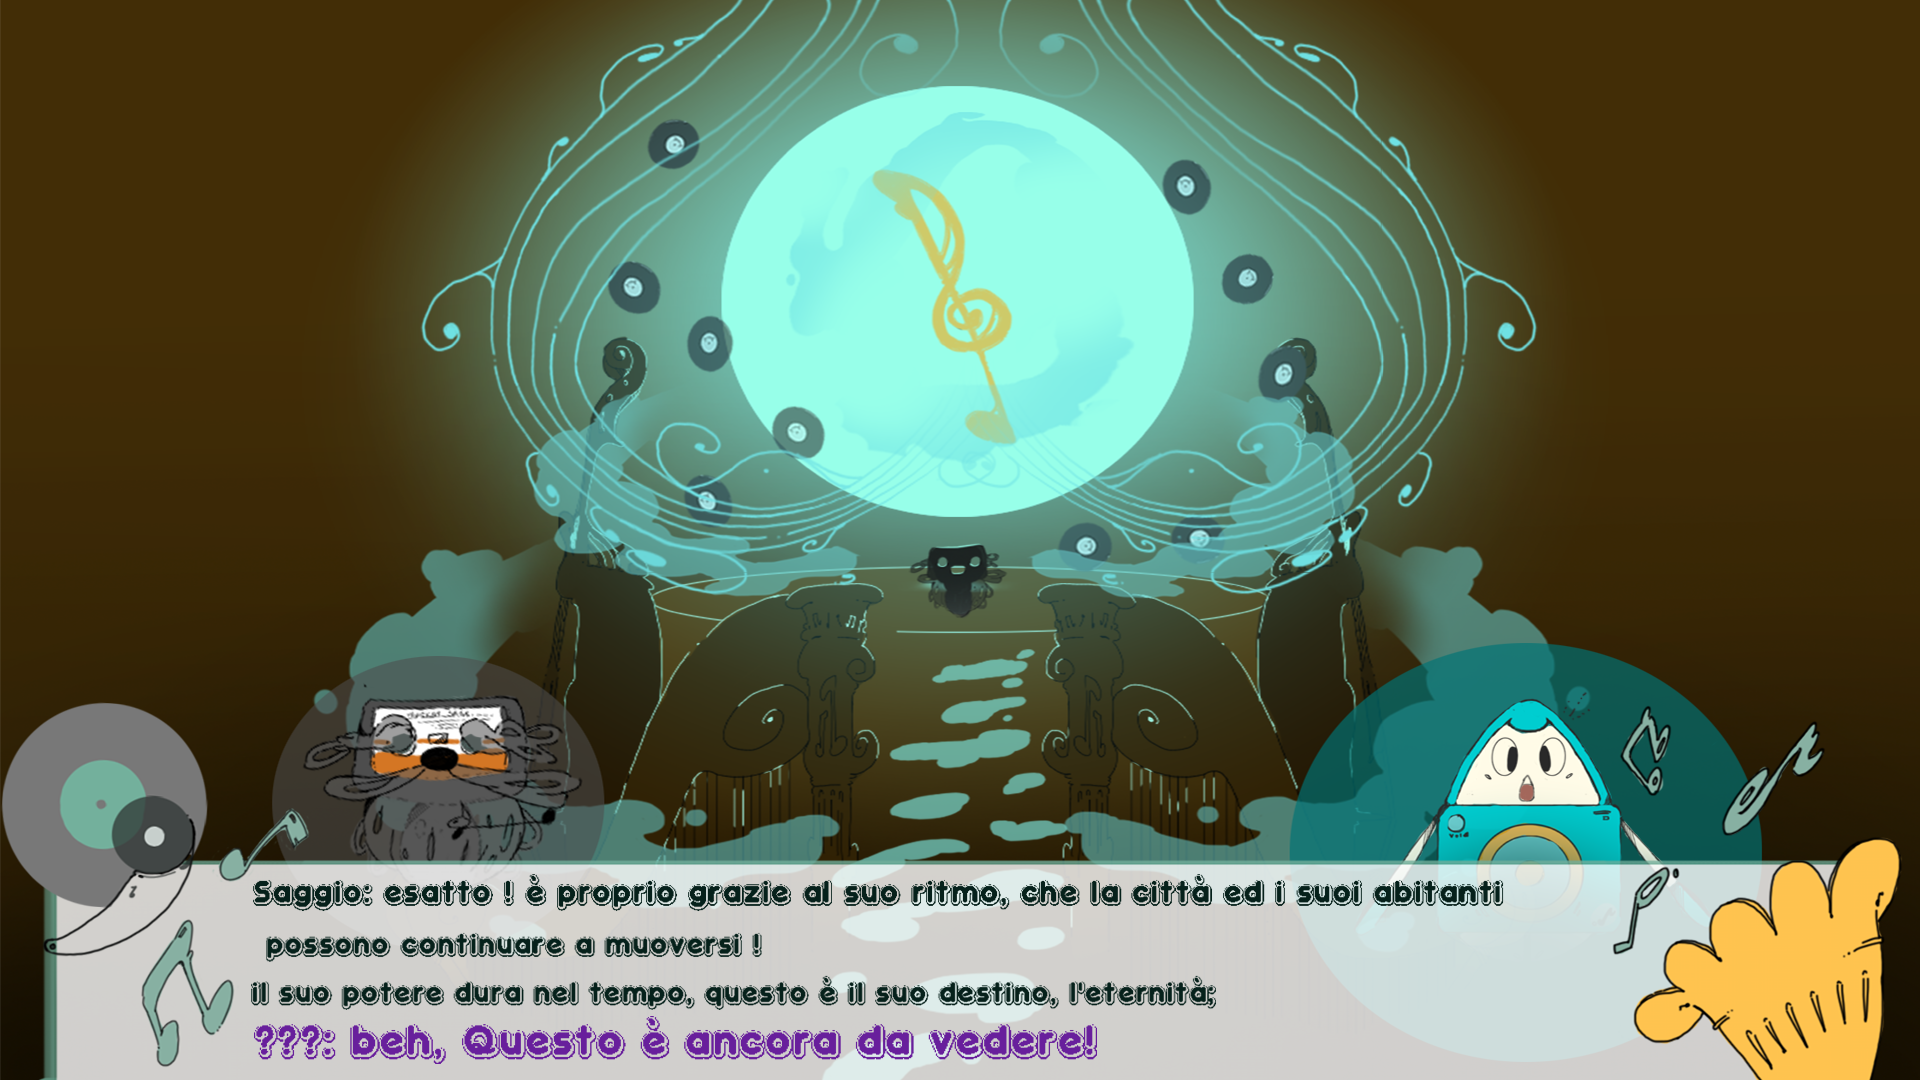 Saggio: esatto ! è proprio grazie al suo ritmo, che la città ed i suoi abitanti
possono continuare a muoversi !
il suo potere dura nel tempo, questo è il suo destino, l'eternità;
???: beh, Questo è ancora da vedere!